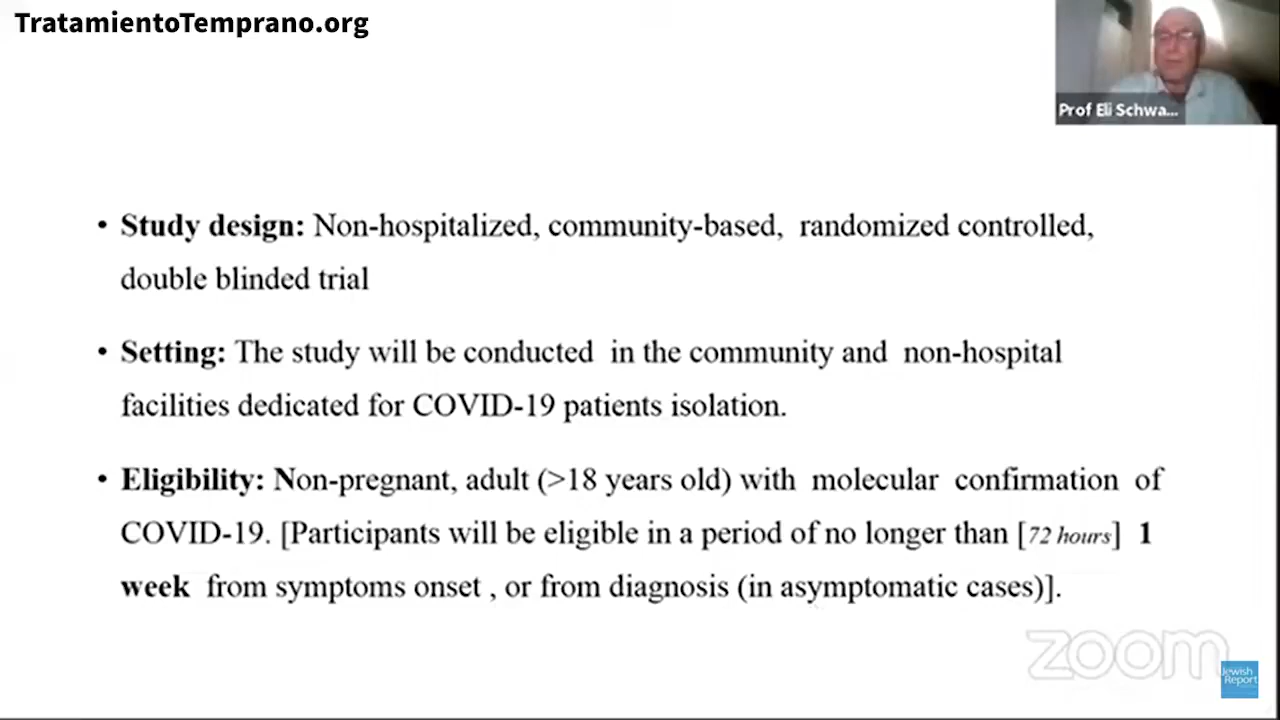 TratamientoTemprano.org
Prof Eli Schwa...
• Study design: Non-hospitalized, community-based, randomized controlled,
double blinded trial
• Setting: The study will be conducted in the community and non-hospital
facilities dedicated for COVID-19 patients isolation.
• Eligibility: Non-pregnant, adult (>18 years old) with molecular confirmation of
COVID-19. [Participants will be eligible in a period of no longer than [72 hours] 1
week from symptoms onset , or from diagnosis (in asymptomatic cases)].
zoom
Jewish
Report